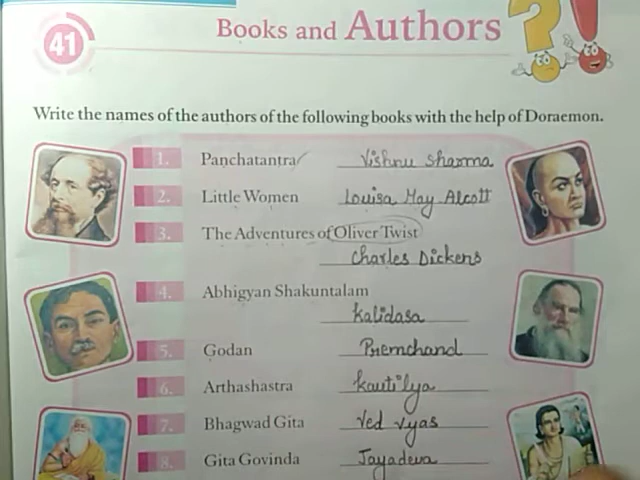 41
Books and Authors
Write the names of the authors of the following books with the help of Doraemon.
1. Panchatantra Vishnu Sharma
2. Little Women Louisa May Alcott
3. The Adventures of Oliver Twist
Charles Dickens
4. Abhigyan Shakuntalam
Kalidasa
5. Godan Premchand
6. Arthashastra Kautilya
7. Bhagwad Gita Ved Vyas
8. Gita Govinda Jayadeva